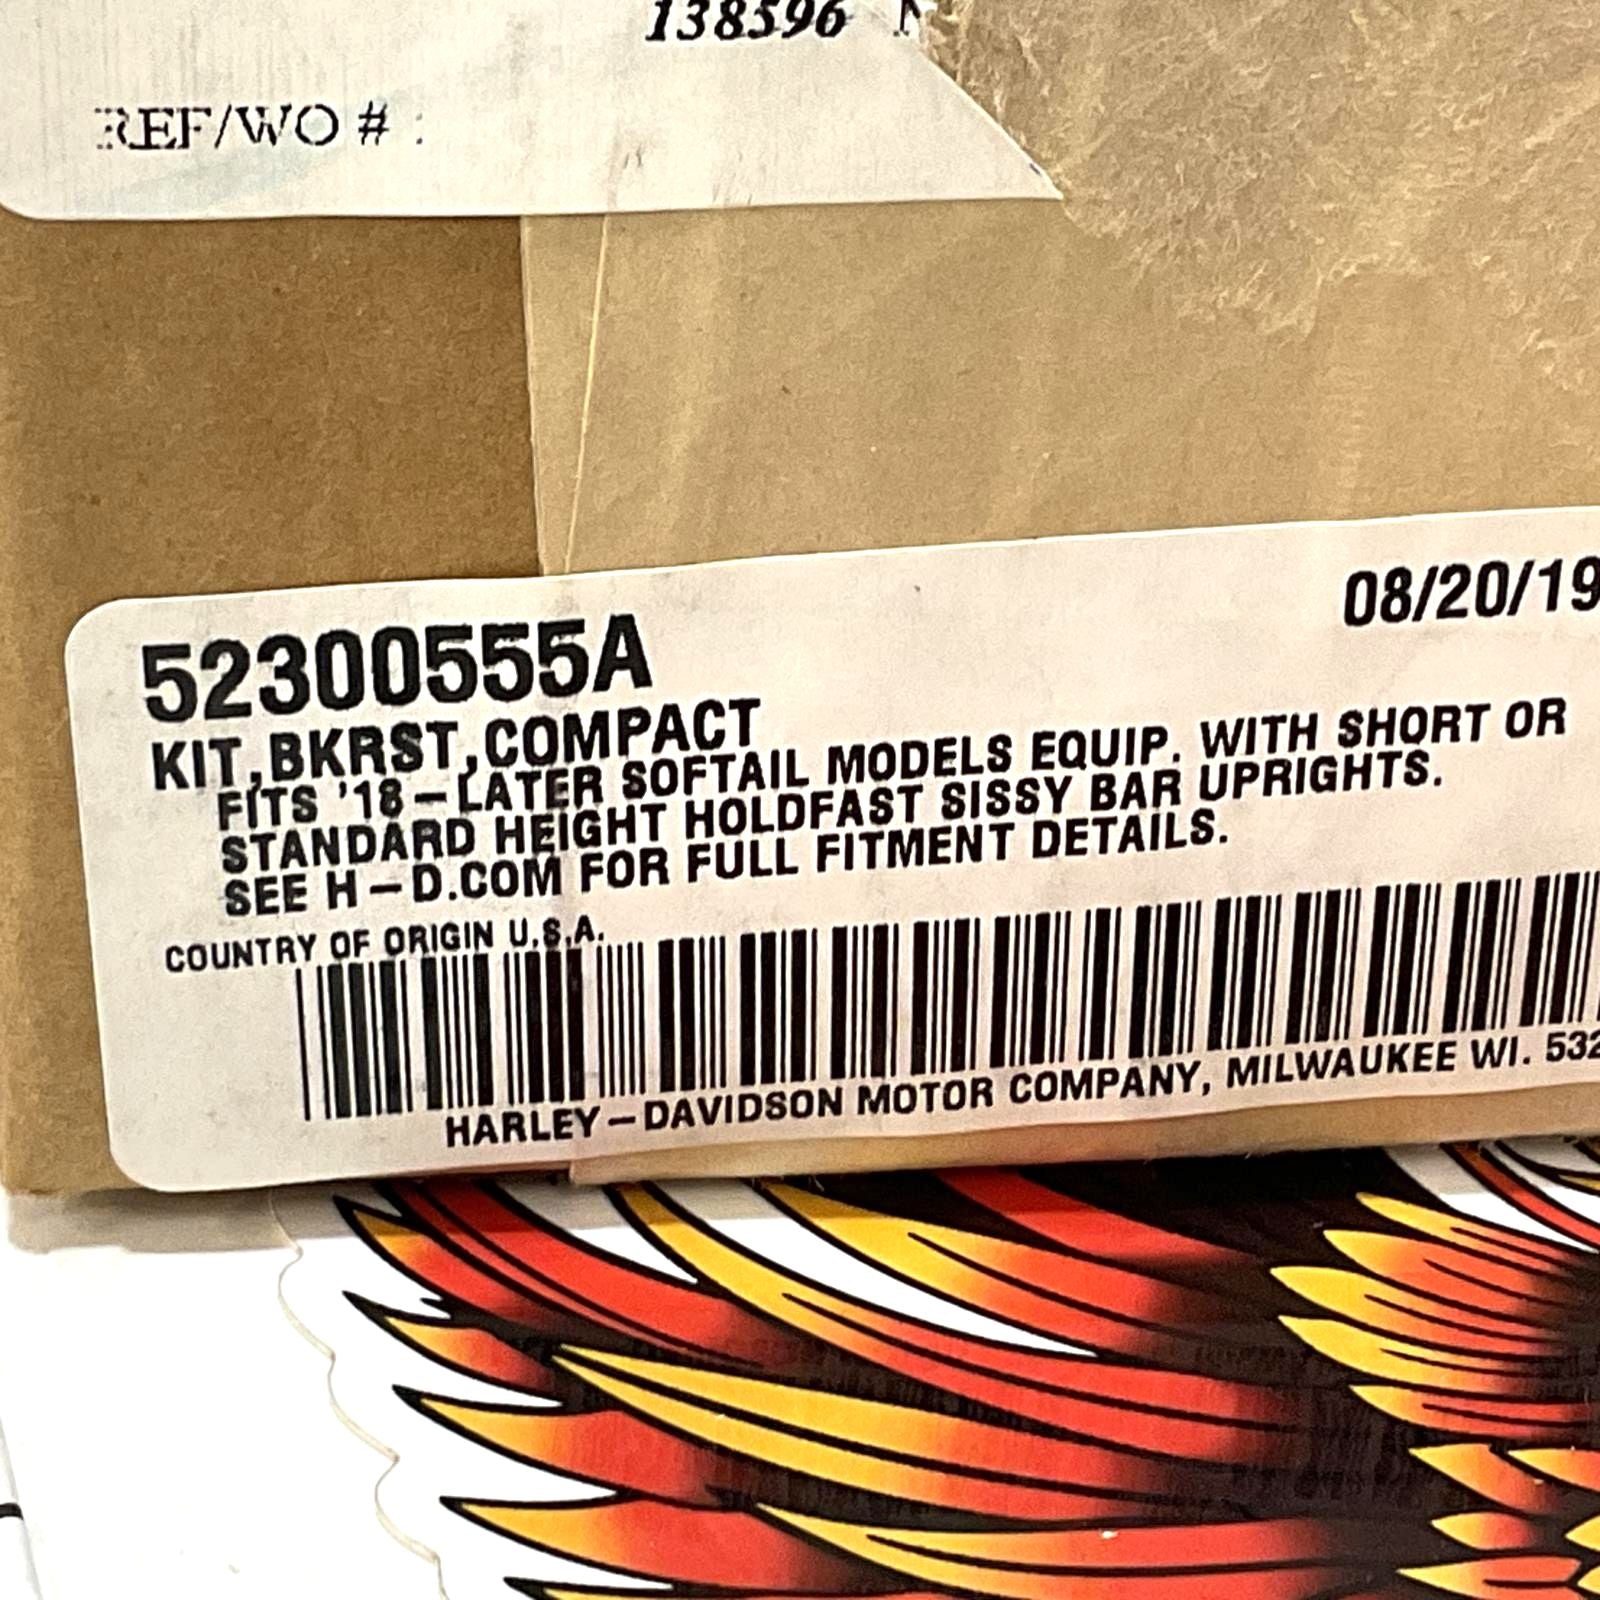 138596
REF/WO # :
08/20/19
52300555A
KIT,BKRST,COMPACT
FITS '18-LATER SOFTAIL MODELS EQUIP. WITH SHORT OR
STANDARD HEIGHT HOLDFAST SISSY BAR UPRIGHTS.
SEE H-D.COM FOR FULL FITMENT DETAILS.
COUNTRY OF ORIGIN U.S.A.
HARLEY-DAVIDSON MOTOR COMPANY, MILWAUKEE WI. 532